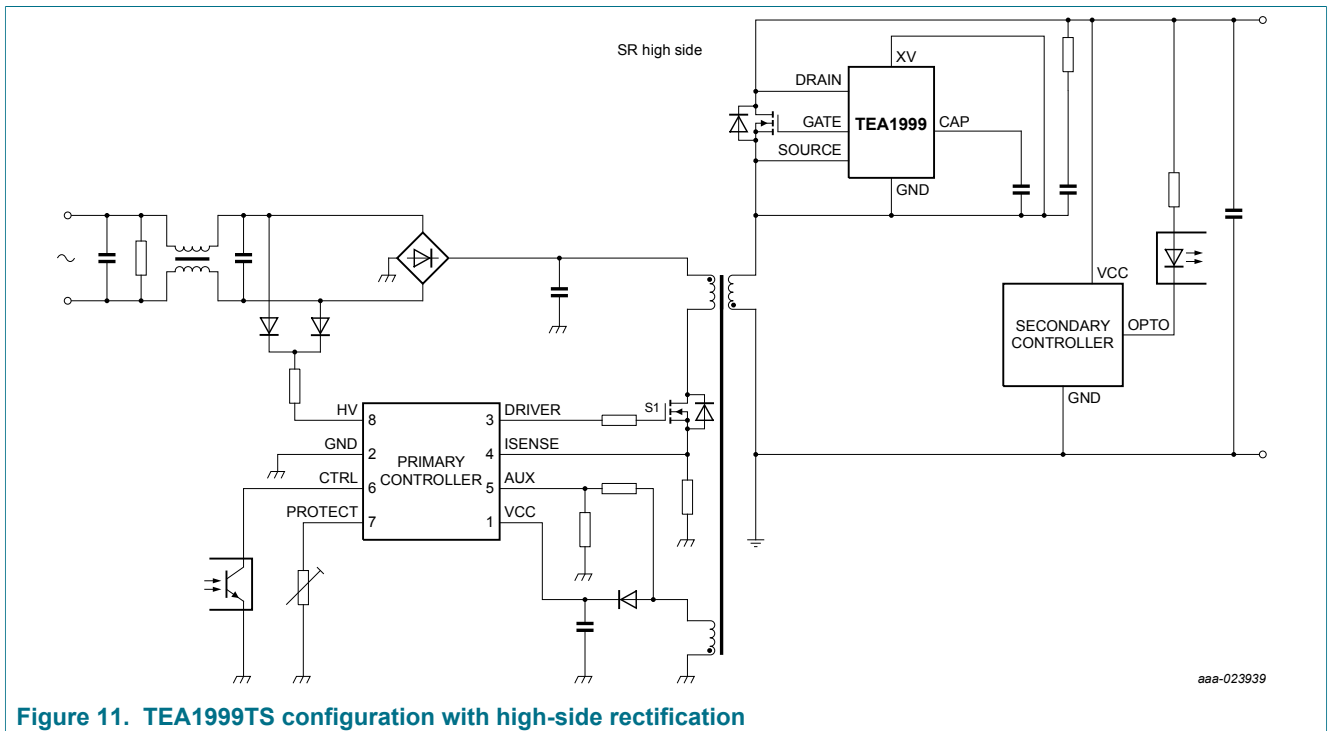 SR high side
XV
DRAIN
GATE
TEA1999
CAP
SOURCE
GND
VCC
SECONDARY
CONTROLLER
OPTO
GND
HV
8
3
DRIVER
S1
GND
2
4
ISENSE
PRIMARY
CONTROLLER
CTRL
6
5
AUX
PROTECT
7
1
VCC
aaa-023939
Figure 11. TEA1999TS configuration with high-side rectification